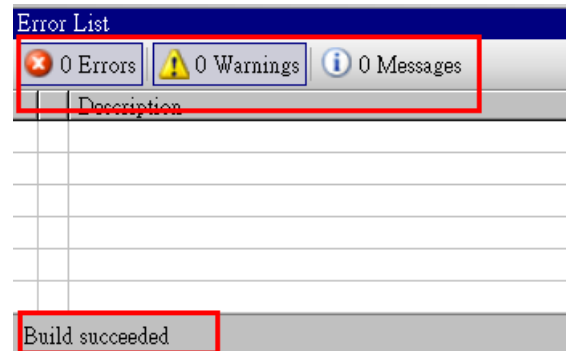 Error List
0 Errors 0 Warnings 0 Messages
Description
Build succeeded